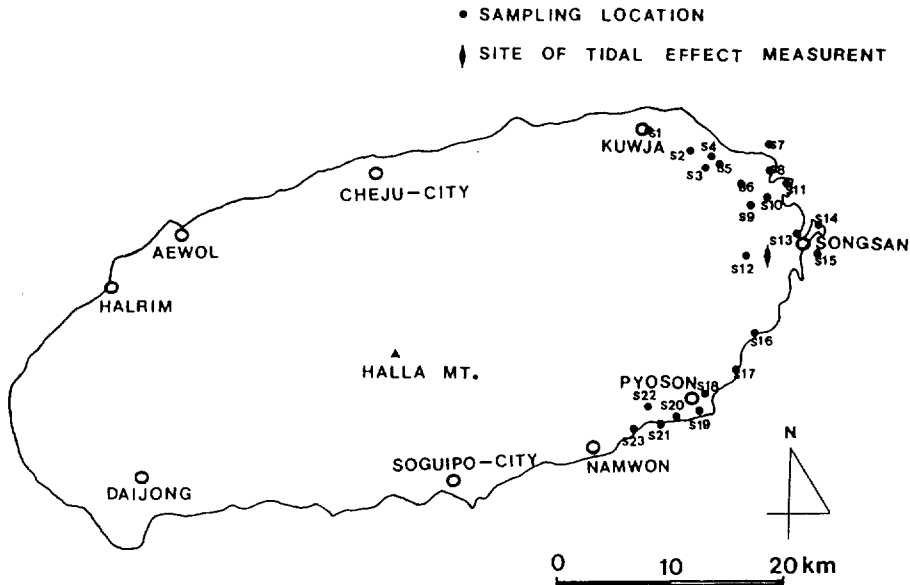 SAMPLING LOCATION
SITE OF TIDAL EFFECT MEASURENT
S1
KUWJA
S2
S4
S3
S5
S7
S8
S6
S11
S10
S9
CHEJU-CITY
S14
S13
SONGSAN
AEWOL
S12
S15
HALRIM
S16
HALLA MT.
S17
PYOSON
S18
S22
S20
S19
S21
S23
NAMWON
SOGUIPO-CITY
DAIJONG
N
0 10 20 km